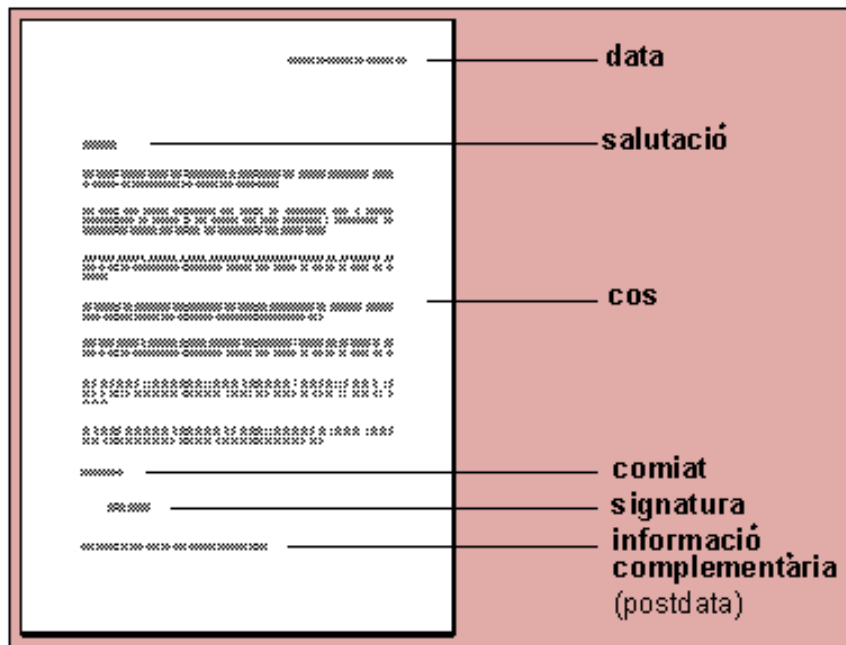 data
salutació
cos
comiat
signatura
informació
complementària
(postdata)